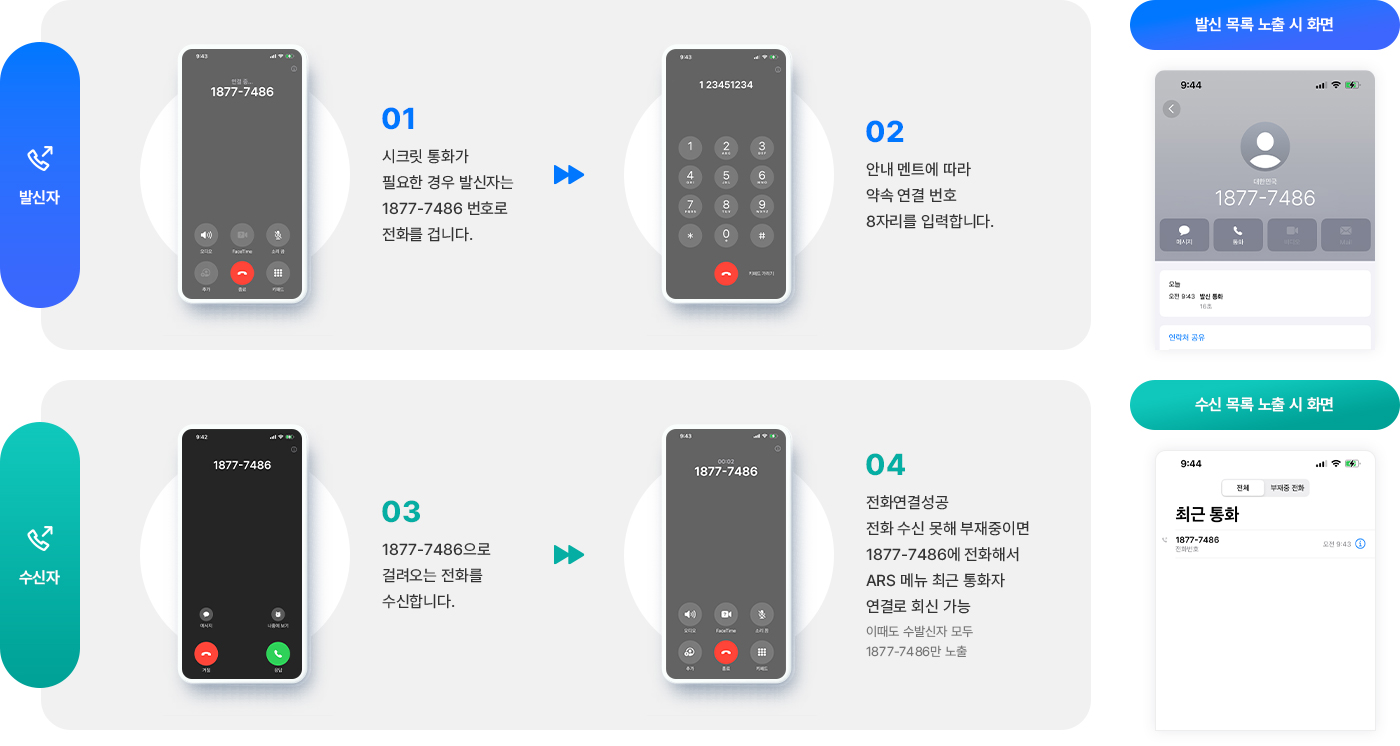 발신자
9:43
연결 중...
1877-7486
오디오
FaceTime
소리 끔
추가
종료
키패드
01
시크릿 통화가
필요한 경우 발신자는
1877-7486 번호로
전화를 겁니다.
9:43
1 23451234
1
2
ABC
3
DEF
4
GHI
5
JKL
6
MNO
7
PQRS
8
TUV
9
WXYZ
*
0
+
#
키패드 가리기
02
안내 멘트에 따라
약속 연결 번호
8자리를 입력합니다.
발신 목록 노출 시 화면
9:44
대한민국
1877-7486
메시지
통화
오늘
오전 9:43 발신 통화
16초
연락처 공유
수신자
9:42
1877-7486
메시지
나중에 보기
거절
응답
03
1877-7486으로
걸려오는 전화를
수신합니다.
9:43
00:02
1877-7486
오디오
FaceTime
소리 끔
추가
종료
키패드
04
전화연결성공
전화 수신 못해 부재중이면
1877-7486에 전화해서
ARS 메뉴 최근 통화자
연결로 회신 가능
이때도 수발신자 모두
1877-7486만 노출
수신 목록 노출 시 화면
9:44
전체
부재중 전화
최근 통화
1877-7486
전화번호
오전 9:43